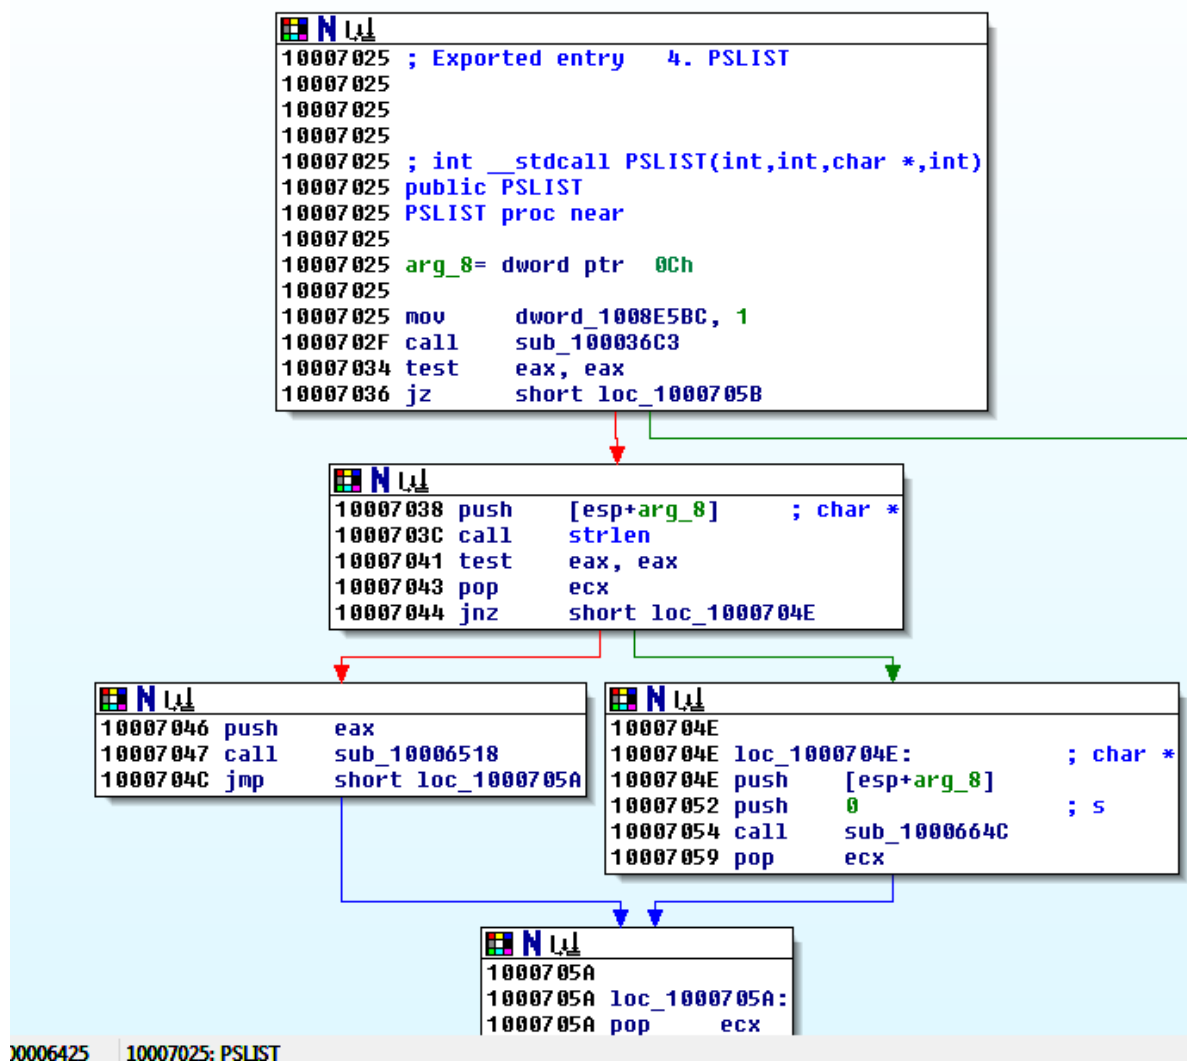 10007025 ; Exported entry   4. PSLIST
10007025
10007025
10007025
10007025 ; int __stdcall PSLIST(int,int,char *,int)
10007025 public PSLIST
10007025 PSLIST proc near
10007025
10007025 arg_8= dword ptr  0Ch
10007025
10007025 mov     dword_1008E5BC, 1
1000702F call    sub_100036C3
10007034 test    eax, eax
10007036 jz      short loc_1000705B
10007038 push    [esp+arg_8]     ; char *
1000703C call    strlen
10007041 test    eax, eax
10007043 pop     ecx
10007044 jnz     short loc_1000704E
10007046 push    eax
10007047 call    sub_10006518
1000704C jmp     short loc_1000705A
1000704E
1000704E loc_1000704E:           ; char *
1000704E push    [esp+arg_8]
10007052 push    0               ; s
10007054 call    sub_1000664C
10007059 pop     ecx
1000705A
1000705A loc_1000705A:
1000705A pop     ecx
00006425   10007025: PSLIST